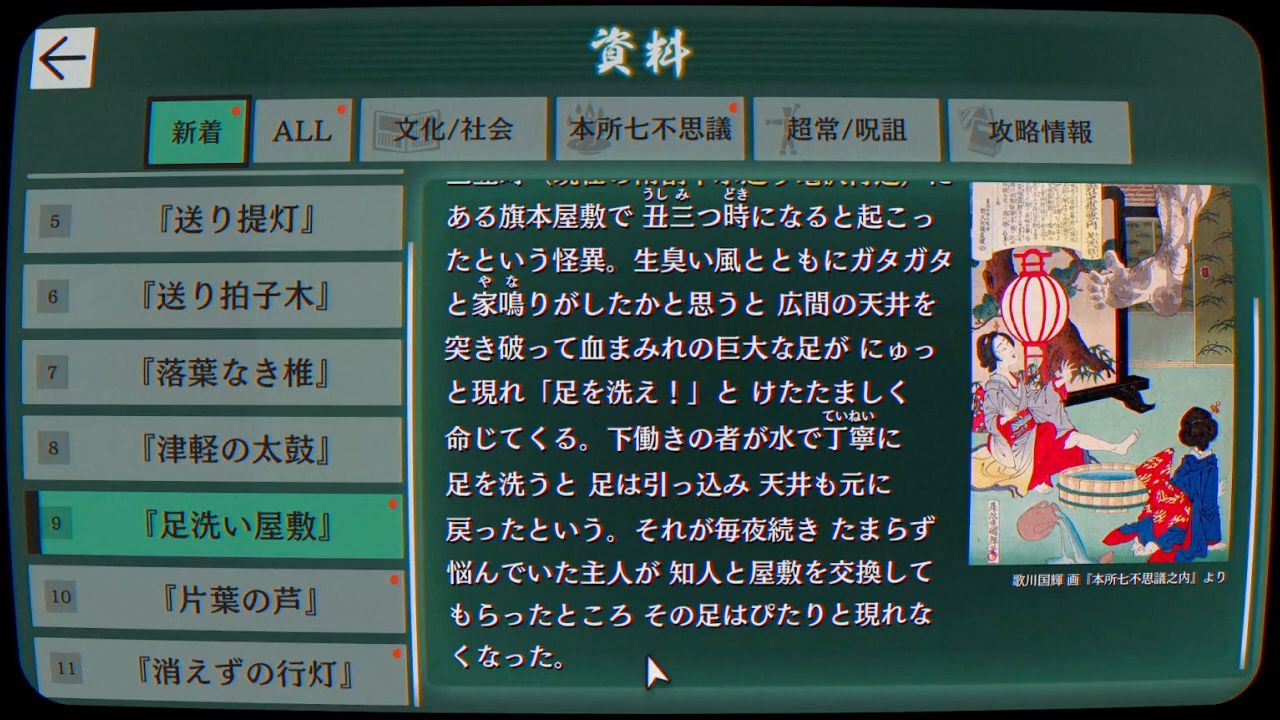 資料
新着
ALL
文化/社会
本所七不思議
超常/呪詛
攻略情報
5 『送り提灯』
6 『送り拍子木』
7 『落葉なき椎』
8 『津軽の太鼓』
9 『足洗い屋敷』
10 『片葉の芦』
11 『消えずの行灯』
うしみ どき
ある旗本屋敷で 丑三つ時になると起こっ
たという怪異。生臭い風とともにガタガタ
やな
と家鳴りがしたかと思うと 広間の天井を
突き破って血まみれの巨大な足が にゅっ
と現れ「足を洗え！」と けたたましく
ていねい
命じてくる。下働きの者が水で丁寧に
足を洗うと 足は引っ込み 天井も元に
戻ったという。それが毎夜続き たまらず
悩んでいた主人が 知人と屋敷を交換して
もらったところ その足はぴたりと現れな
くなった。
歌川国輝 画『本所七不思議之内』より